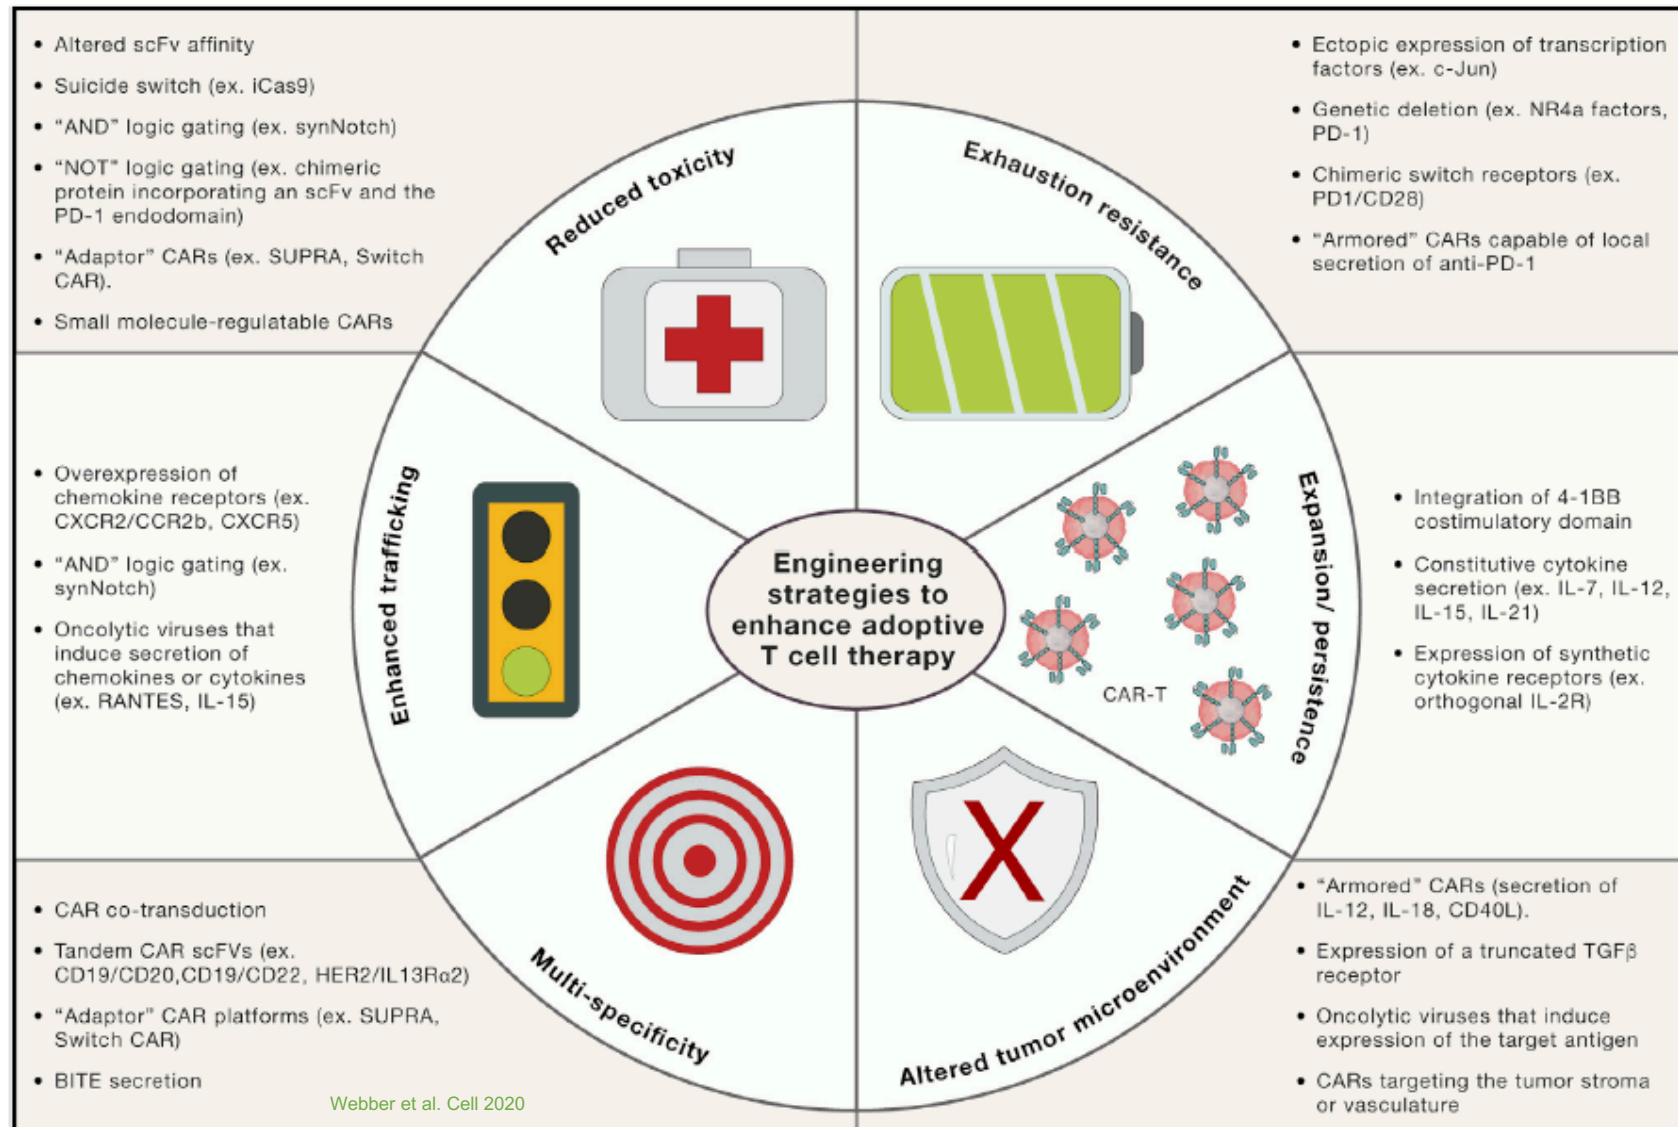 • Altered scFv affinity
• Suicide switch (ex. iCas9)
• “AND” logic gating (ex. synNotch)
• “NOT” logic gating (ex. chimeric
protein incorporating an scFv and the
PD-1 endodomain)
• “Adaptor” CARs (ex. SUPRA, Switch
CAR).
• Small molecule-regulatable CARs
Reduced toxicity
Exhaustion resistance
• Ectopic expression of transcription
factors (ex. c-Jun)
• Genetic deletion (ex. NR4a factors,
PD-1)
• Chimeric switch receptors (ex.
PD1/CD28)
• “Armored” CARs capable of local
secretion of anti-PD-1
• Overexpression of
chemokine receptors (ex.
CXCR2/CCR2b, CXCR5)
• “AND” logic gating (ex.
synNotch)
• Oncolytic viruses that
induce secretion of
chemokines or cytokines
(ex. RANTES, IL-15)
Enhanced trafficking
Engineering
strategies to
enhance adoptive
T cell therapy
CAR-T
Expansion/ persistence
• Integration of 4-1BB
costimulatory domain
• Constitutive cytokine
secretion (ex. IL-7, IL-12,
IL-15, IL-21)
• Expression of synthetic
cytokine receptors (ex.
orthogonal IL-2R)
• CAR co-transduction
• Tandem CAR scFVs (ex.
CD19/CD20,CD19/CD22, HER2/IL13Rα2)
• “Adaptor” CAR platforms (ex. SUPRA,
Switch CAR)
• BITE secretion
Multi-specificity
X
Altered tumor microenvironment
• “Armored” CARs (secretion of
IL-12, IL-18, CD40L).
• Expression of a truncated TGFβ
receptor
• Oncolytic viruses that induce
expression of the target antigen
• CARs targeting the tumor stroma
or vasculature
Webber et al. Cell 2020